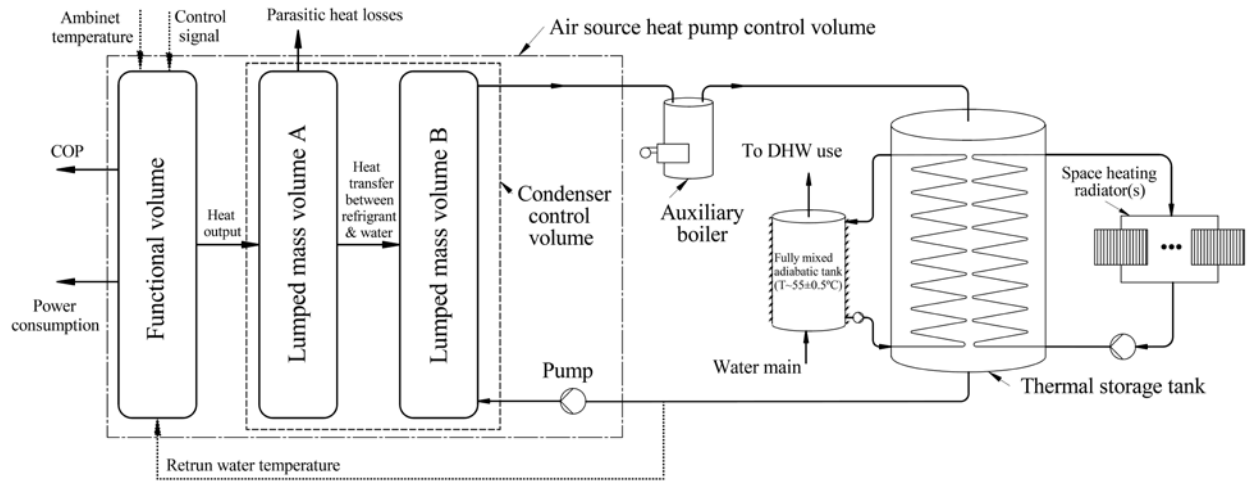 Ambinet
temperature
Control
signal
Parasitic heat losses
Air source heat pump control volume
COP
Power
consumption
Functional volume
Heat
output
Lumped mass volume A
Heat
transfer
between
refrigrant
& water
Lumped mass volume B
Condenser
control
volume
Auxiliary
boiler
To DHW use
Fully mixed
adiabatic tank
(T~55±0.5ºC)
Water main
Space heating
radiator(s)
Thermal storage tank
Pump
Retrun water temperature